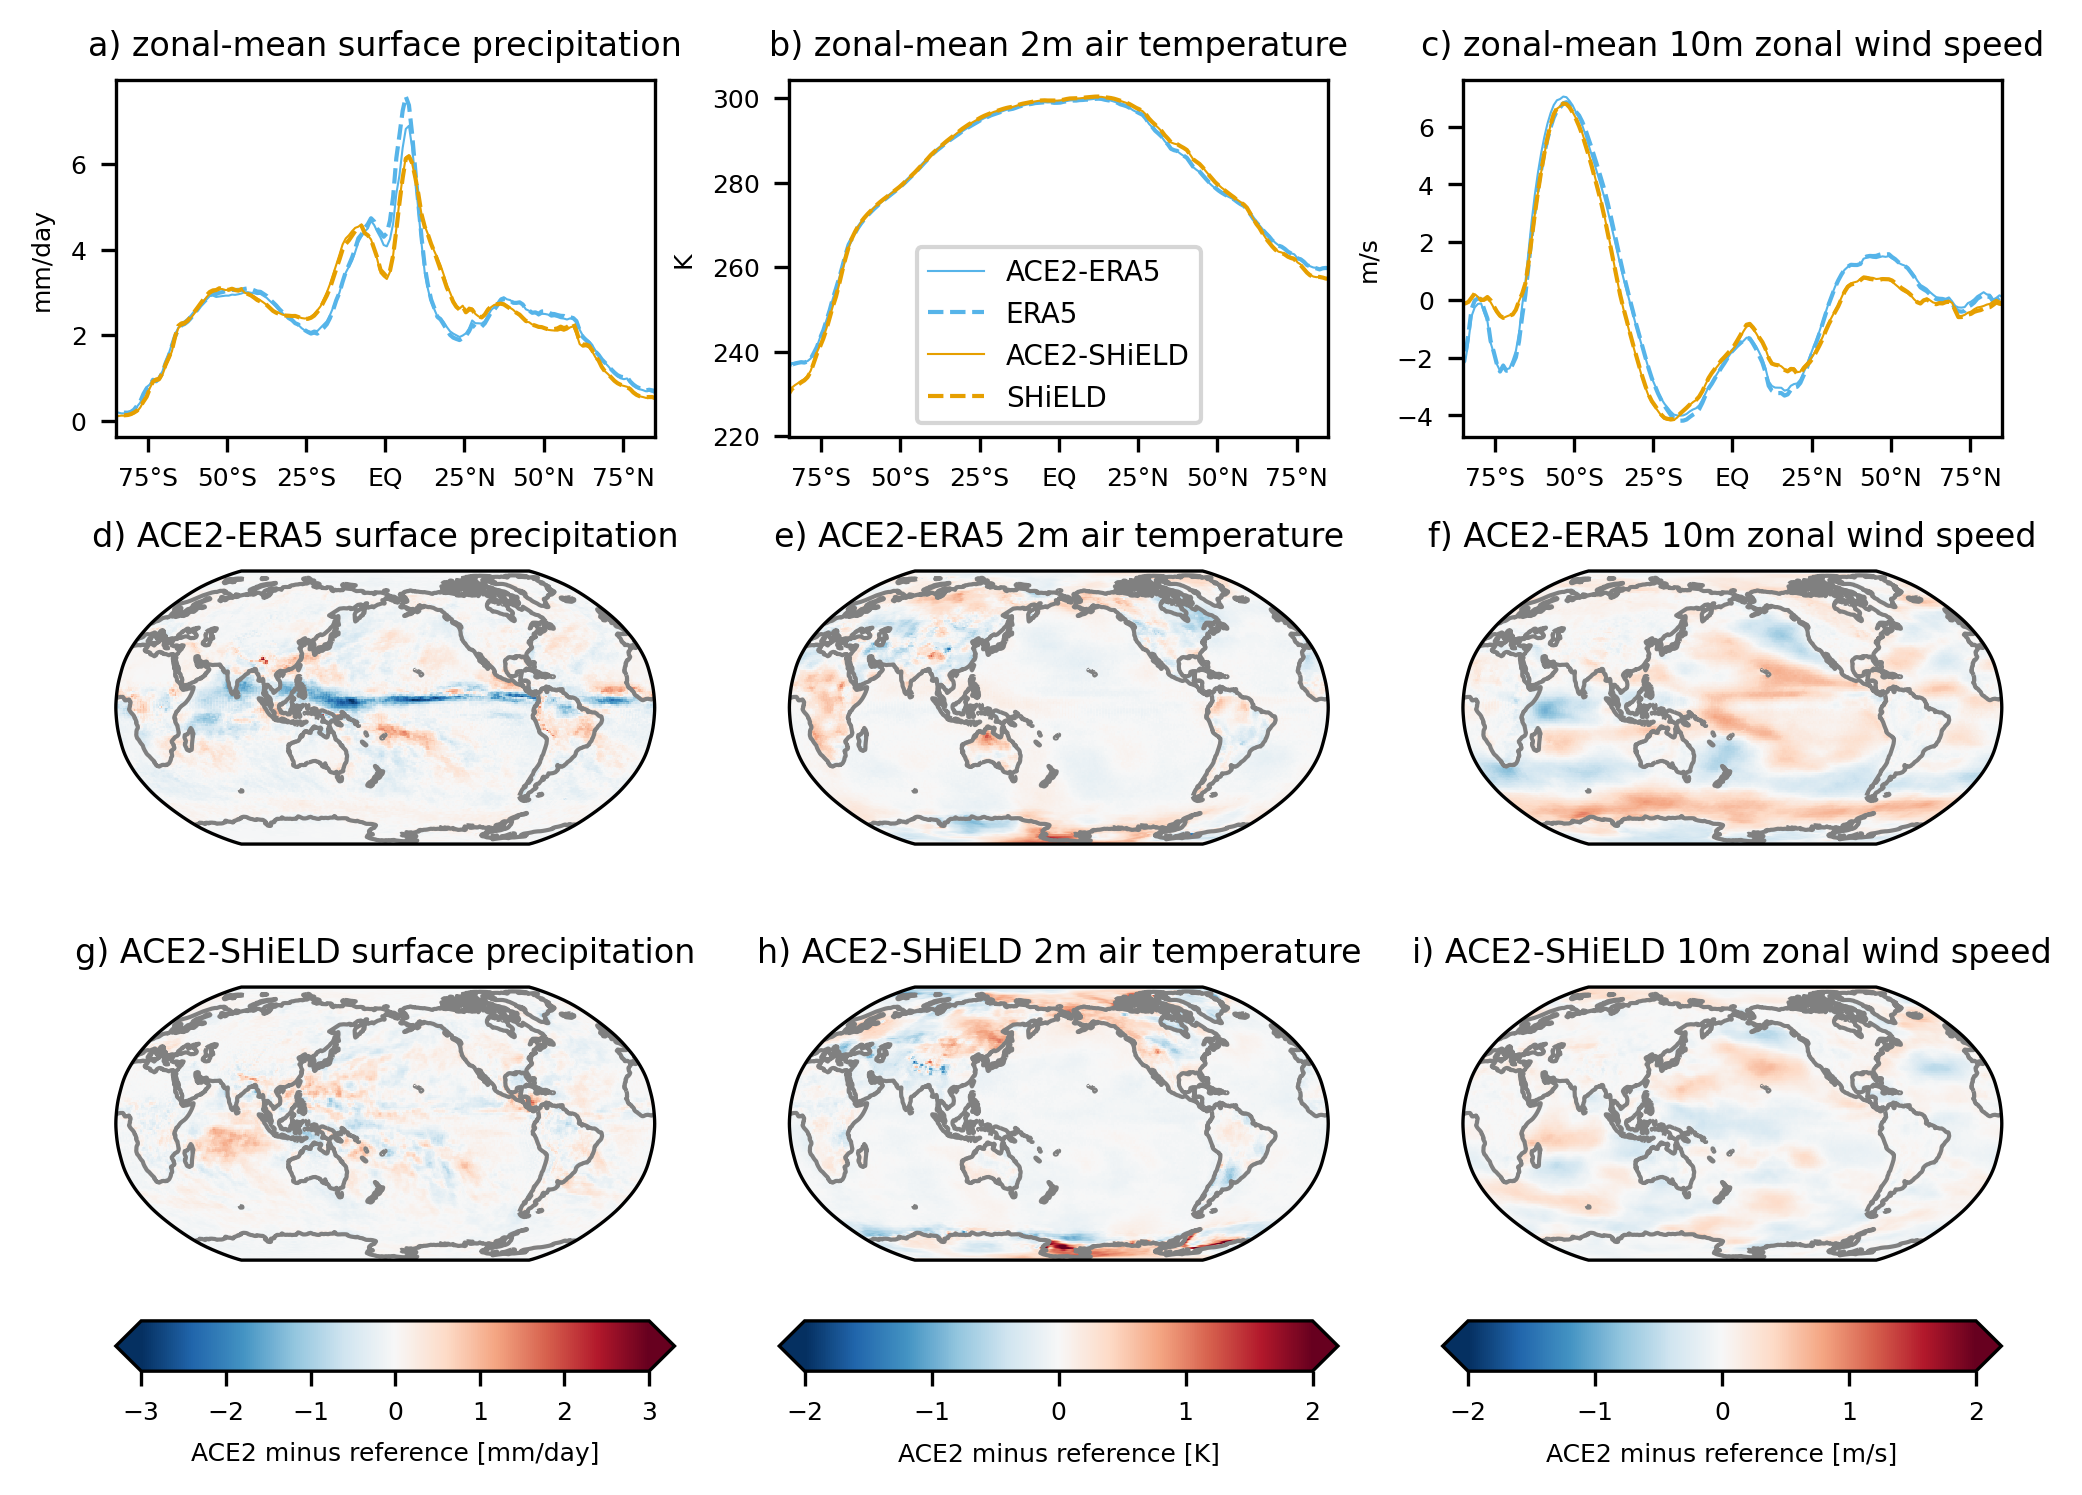 a) zonal-mean surface precipitation
b) zonal-mean 2m air temperature
c) zonal-mean 10m zonal wind speed
mm/day
6
4
2
0
75°S 50°S 25°S EQ 25°N 50°N 75°N
K
300
280
260
240
220
ACE2-ERA5
ERA5
ACE2-SHiELD
SHiELD
75°S 50°S 25°S EQ 25°N 50°N 75°N
m/s
6
4
2
0
−2
−4
75°S 50°S 25°S EQ 25°N 50°N 75°N
d) ACE2-ERA5 surface precipitation
e) ACE2-ERA5 2m air temperature
f) ACE2-ERA5 10m zonal wind speed
g) ACE2-SHiELD surface precipitation
h) ACE2-SHiELD 2m air temperature
i) ACE2-SHiELD 10m zonal wind speed
−3 −2 −1 0 1 2 3
ACE2 minus reference [mm/day]
−2 −1 0 1 2
ACE2 minus reference [K]
−2 −1 0 1 2
ACE2 minus reference [m/s]